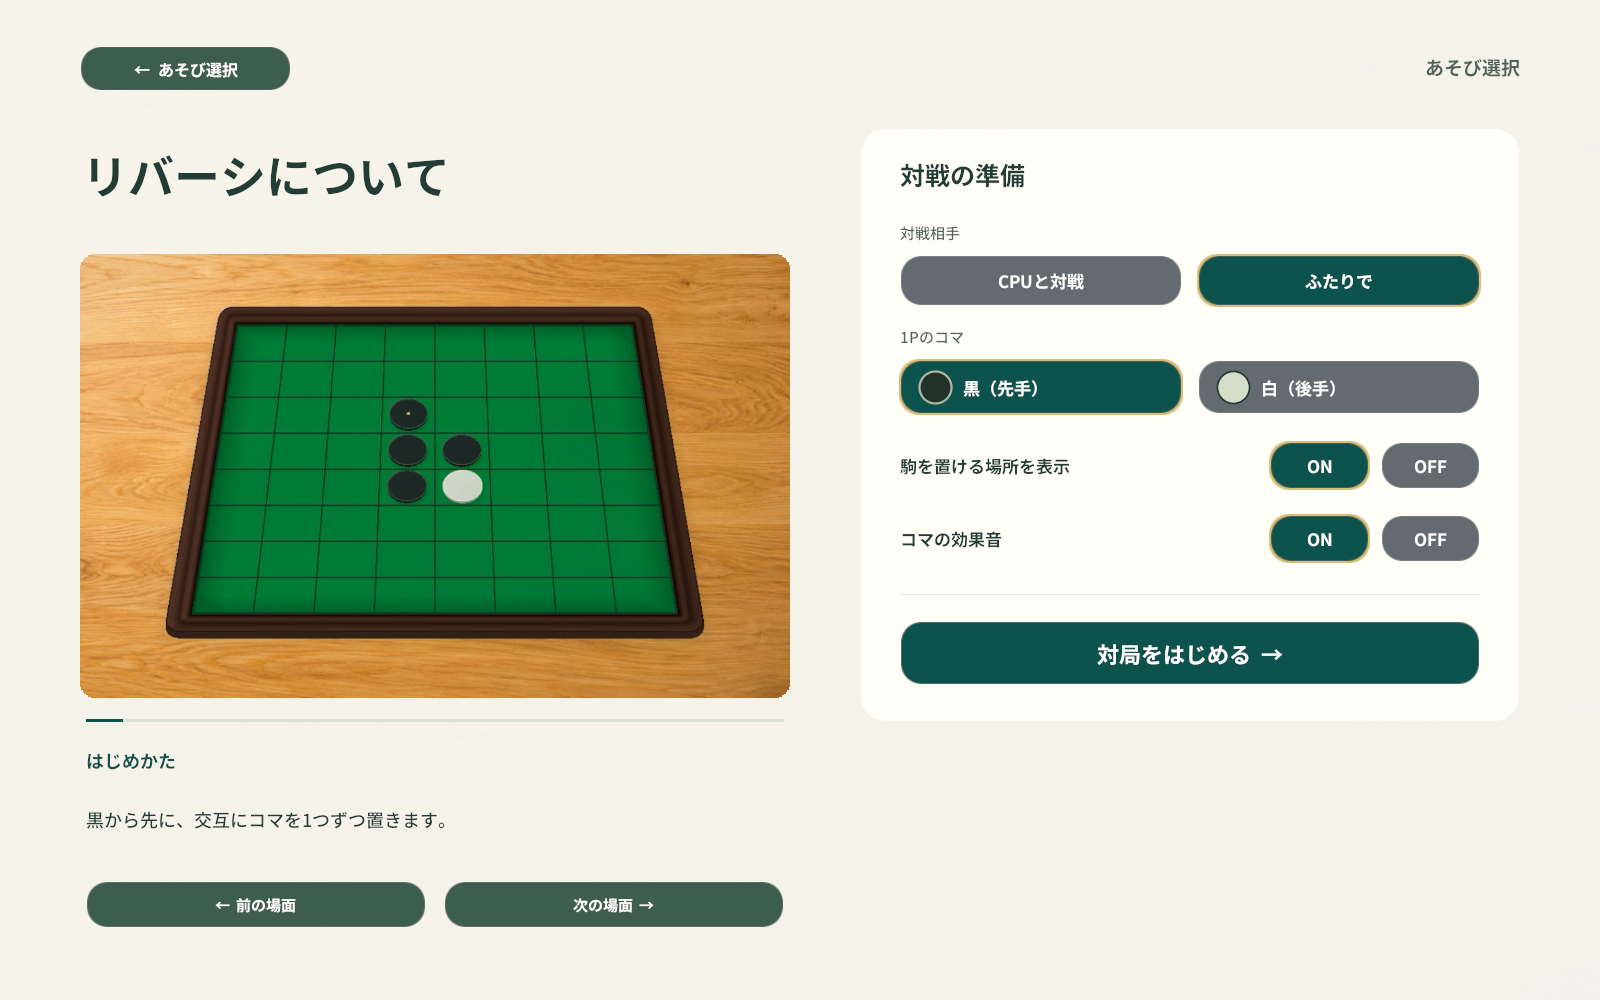 ← あそび選択
あそび選択
リバーシについて
はじめかた
黒から先に、交互にコマを1つずつ置きます。
← 前の場面
次の場面 →
対戦の準備
対戦相手
CPUと対戦
ふたりで
1Pのコマ
黒（先手）
白（後手）
駒を置ける場所を表示
ON
OFF
コマの効果音
ON
OFF
対局をはじめる →